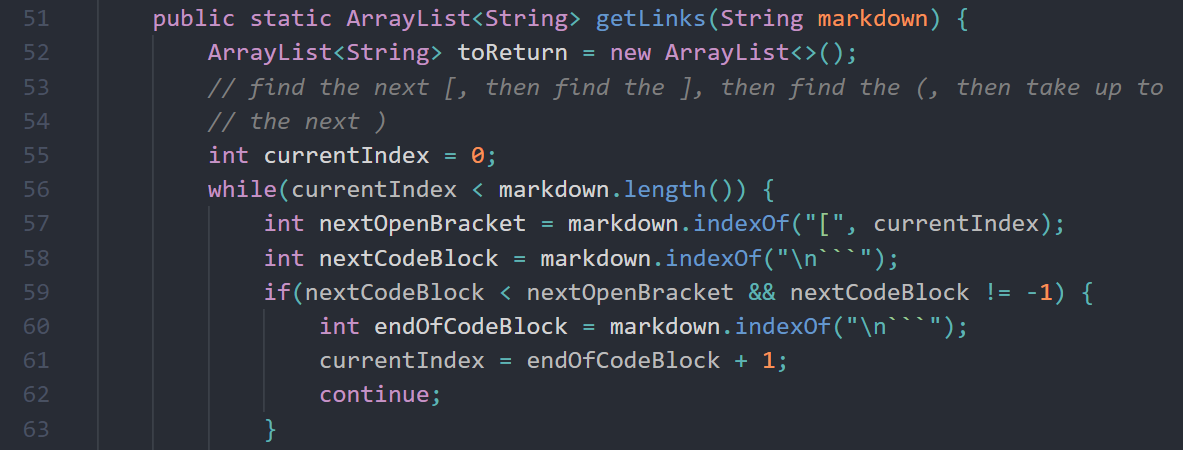 51 public static ArrayList<String> getLinks(String markdown) {
52 ArrayList<String> toReturn = new ArrayList<>();
53 // find the next [, then find the ], then find the (, then take up to
54 // the next )
55 int currentIndex = 0;
56 while(currentIndex < markdown.length()) {
57 int nextOpenBracket = markdown.indexOf("[", currentIndex);
58 int nextCodeBlock = markdown.indexOf("\n```");
59 if(nextCodeBlock < nextOpenBracket && nextCodeBlock != -1) {
60 int endOfCodeBlock = markdown.indexOf("\n```");
61 currentIndex = endOfCodeBlock + 1;
62 continue;
63 }